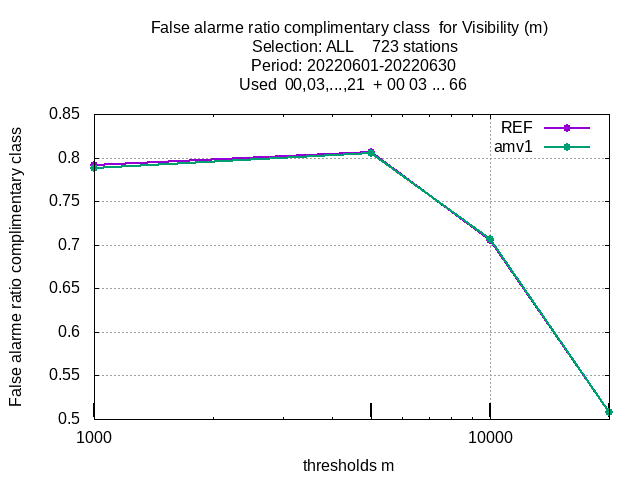 False alarme ratio complimentary class  for Visibility (m)
Selection: ALL    723 stations
Period: 20220601-20220630
Used  00,03,...,21  + 00 03 ... 66
False alarme ratio complimentary class
0.85
0.8
0.75
0.7
0.65
0.6
0.55
0.5
REF
amv1
1000
10000
thresholds m